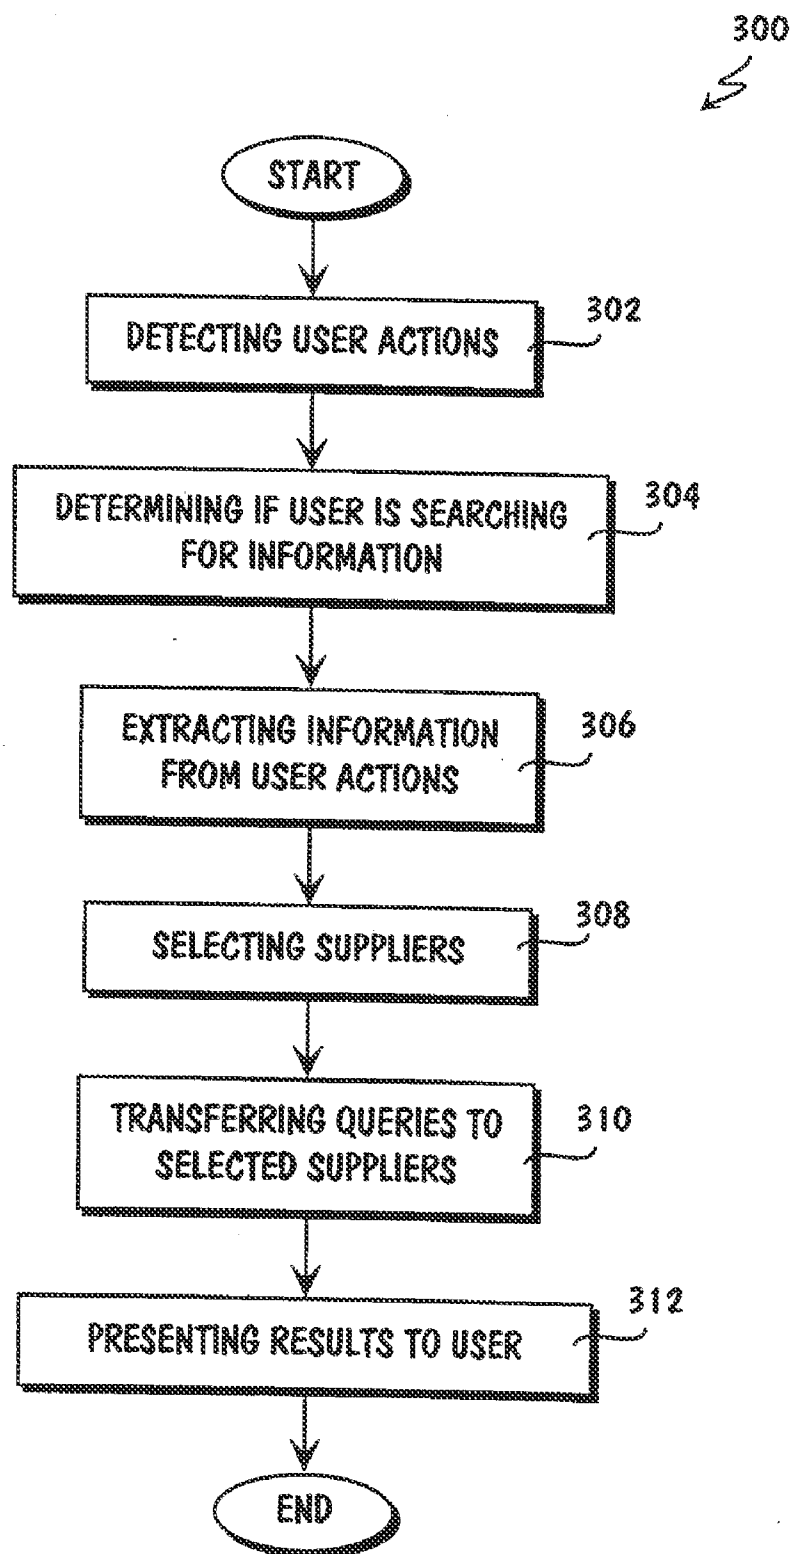 300
START
DETECTING USER ACTIONS
302
DETERMINING IF USER IS SEARCHING
FOR INFORMATION
304
EXTRACTING INFORMATION
FROM USER ACTIONS
306
SELECTING SUPPLIERS
308
TRANSFERRING QUERIES TO
SELECTED SUPPLIERS
310
PRESENTING RESULTS TO USER
312
END